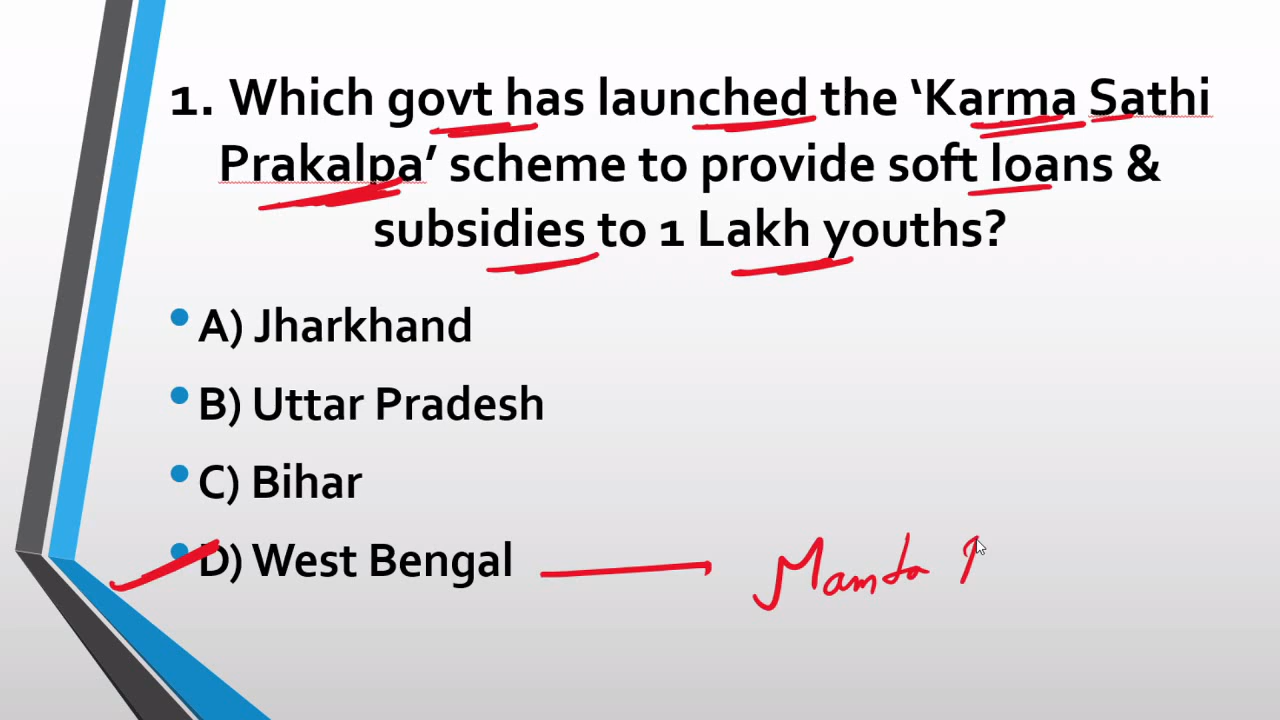 1. Which govt has launched the ‘Karma Sathi
Prakalpa’ scheme to provide soft loans &
subsidies to 1 Lakh youths?
• A) Jharkhand
• B) Uttar Pradesh
• C) Bihar
• D) West Bengal
Mamta